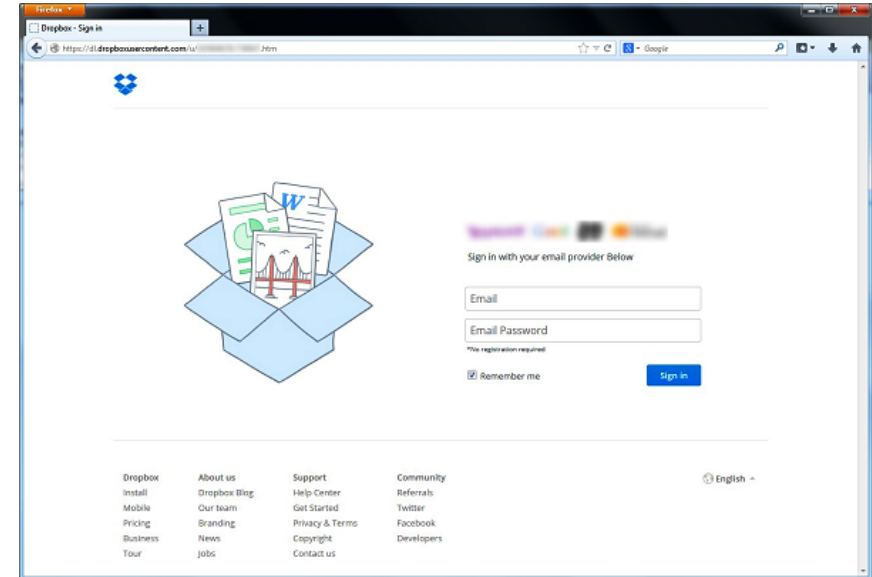 Firefox
Dropbox - Sign in
https://dl.dropboxusercontent.com/u/ .htm
Google
W
Sign in with your email provider Below
Email
Email Password
*No registration required
Remember me
Sign in
Dropbox
Install
Mobile
Pricing
Business
Tour
About us
Dropbox Blog
Our team
Branding
News
Jobs
Support
Help Center
Get Started
Privacy & Terms
Copyright
Contact us
Community
Referrals
Twitter
Facebook
Developers
English